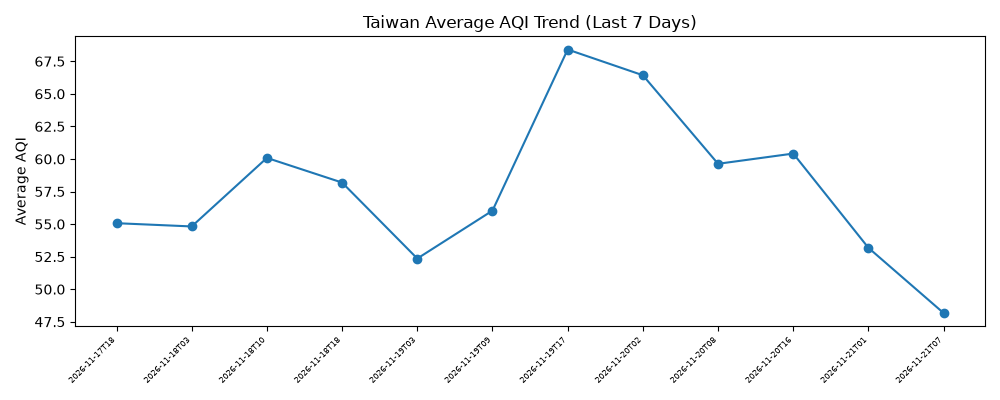 Taiwan Average AQI Trend (Last 7 Days)
Average AQI
67.5
65.0
62.5
60.0
57.5
55.0
52.5
50.0
47.5
2026-11-17T18
2026-11-18T03
2026-11-18T10
2026-11-18T18
2026-11-19T03
2026-11-19T09
2026-11-19T17
2026-11-20T02
2026-11-20T08
2026-11-20T16
2026-11-21T01
2026-11-21T07